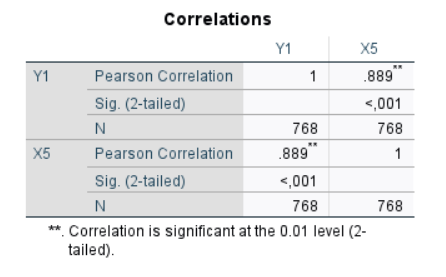 Correlations
Y1 X5
Y1 Pearson Correlation 1 .889**
Sig. (2-tailed) <,001
N 768 768
X5 Pearson Correlation .889** 1
Sig. (2-tailed) <,001
N 768 768
**. Correlation is significant at the 0.01 level (2-
tailed).